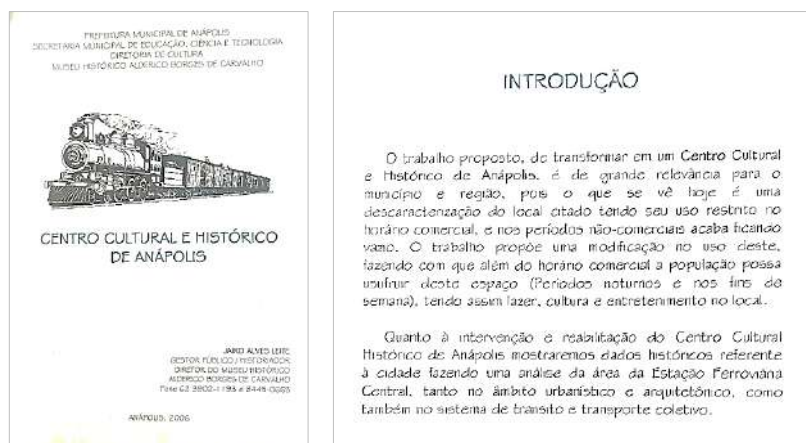 PREFEITURA MUNICIPAL DE ANÁPOLIS
SECRETARIA MUNICIPAL DE EDUCAÇÃO, CIÊNCIA E TECNOLOGIA
DIRETORIA DE CULTURA
MUSEU HISTÓRICO ALDERICO BORGES DE CARVALHO
CENTRO CULTURAL E HISTÓRICO
DE ANÁPOLIS
JAIRO ALVES LEITE
GESTOR PÚBLICO / HISTORIADOR
DIRETOR DO MUSEU HISTÓRICO
ALDERICO BORGES DE CARVALHO
ANÁPOLIS, 2006
INTRODUÇÃO
O trabalho proposto, de transformar em um Centro Cultural
e Histórico de Anápolis, é de grande relevância para o
município e região, pois o que se vê hoje é uma
descaracterização do local citado tendo seu uso restrito no
horário comercial, e nos períodos não-comerciais acaba ficando
vazio. O trabalho propõe uma modificação no uso deste,
fazendo com que além do horário comercial a população possa
usufruir deste espaço (Períodos noturnos e nos fins de
semana), tendo assim lazer, cultura e entretenimento no local.
Quanto à intervenção e reabilitação do Centro Cultural
Histórico de Anápolis mostraremos dados históricos referente
à cidade fazendo uma análise da área da Estação Ferroviária
Central, tanto no âmbito urbanístico e arquitetônico, como
também no sistema de transito e transporte coletivo.